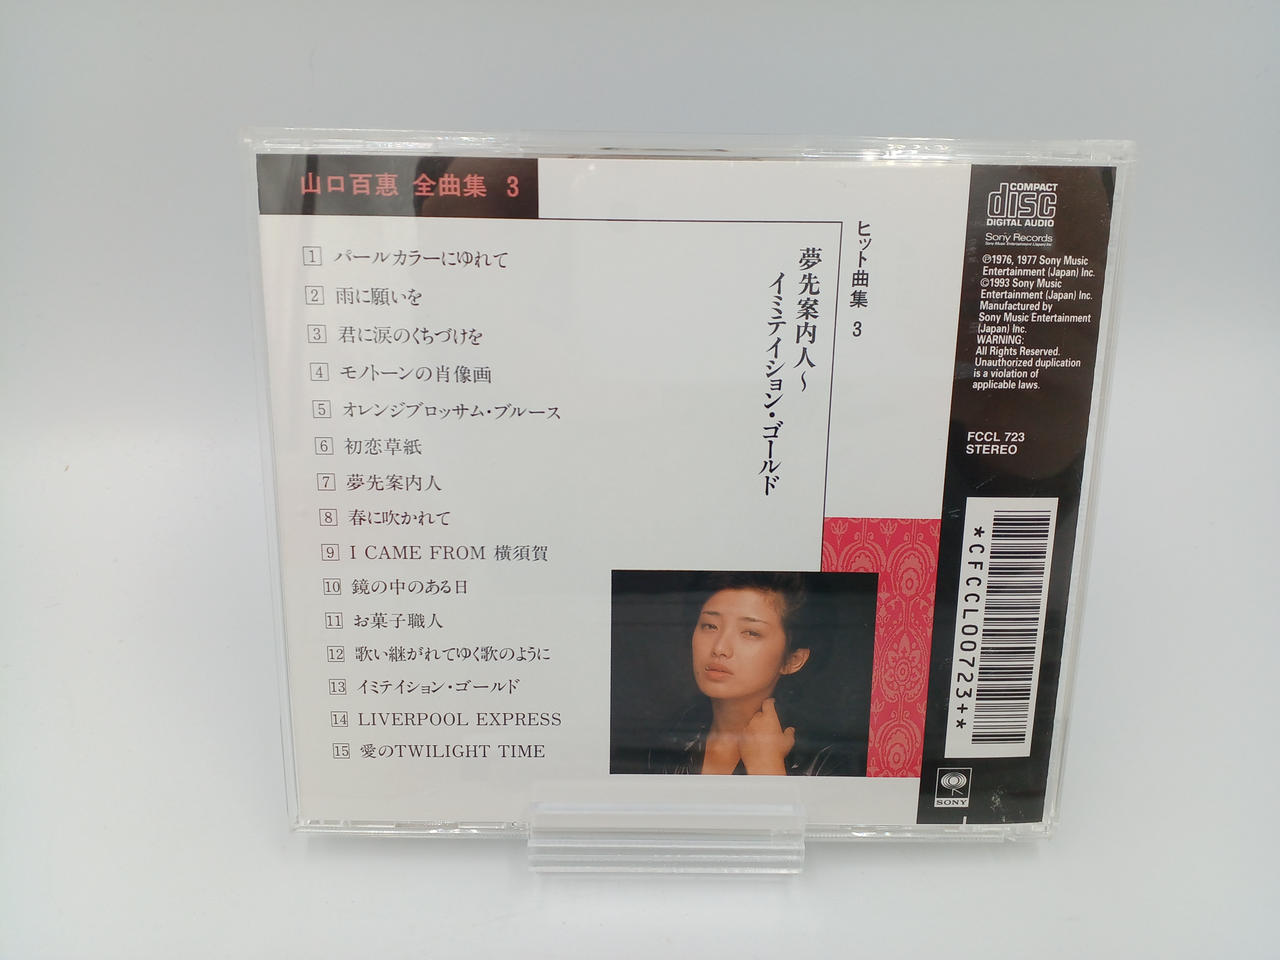 山口百惠 全曲集 3
1 パールカラーにゆれて
2 雨に願いを
3 君に涙のくちづけを
4 モノトーンの肖像画
5 オレンジブロッサム・ブルース
6 初恋草紙
7 夢先案内人
8 春に吹かれて
9 I CAME FROM 横須賀
10 鏡の中のある日
11 お菓子職人
12 歌い継がれてゆく歌のように
13 イミテイション・ゴールド
14 LIVERPOOL EXPRESS
15 愛のTWILIGHT TIME
ヒット曲集 3
夢先案内人〜
イミテイション・ゴールド
COMPACT
disc
DIGITAL AUDIO
Sony Records
Sony Music Entertainment (Japan) Inc.
℗1976, 1977 Sony Music
Entertainment (Japan) Inc.
©1993 Sony Music
Entertainment (Japan) Inc.
Manufactured by
Sony Music Entertainment
(Japan) Inc.
WARNING:
All Rights Reserved.
Unauthorized duplication
is a violation of
applicable laws.
FCCL 723
STEREO
*CFCCL00723+*
SONY